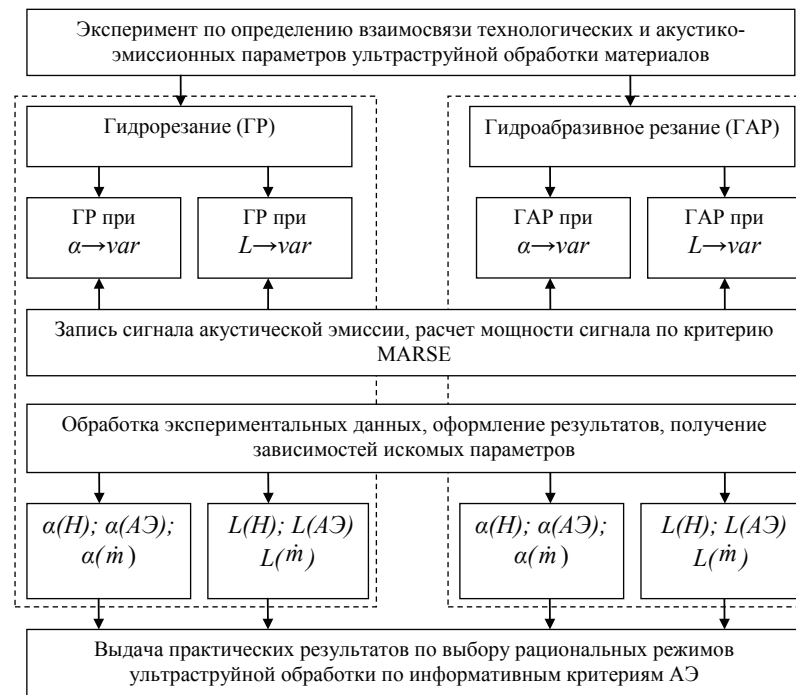 Эксперимент по определению взаимосвязи технологических и акустико-
эмиссионных параметров ультраструйной обработки материалов
Гидрорезание (ГР)
Гидроабразивное резание (ГАР)
ГР при
α→var
ГР при
L→var
ГАР при
α→var
ГАР при
L→var
Запись сигнала акустической эмиссии, расчет мощности сигнала по критерию
MARSE
Обработка экспериментальных данных, оформление результатов, получение
зависимостей искомых параметров
α(H); α(АЭ);
α(ṁ)
L(H); L(АЭ)
L(ṁ)
α(H); α(АЭ);
α(ṁ)
L(H); L(АЭ)
L(ṁ)
Выдача практических результатов по выбору рациональных режимов
ультраструйной обработки по информативным критериям АЭ